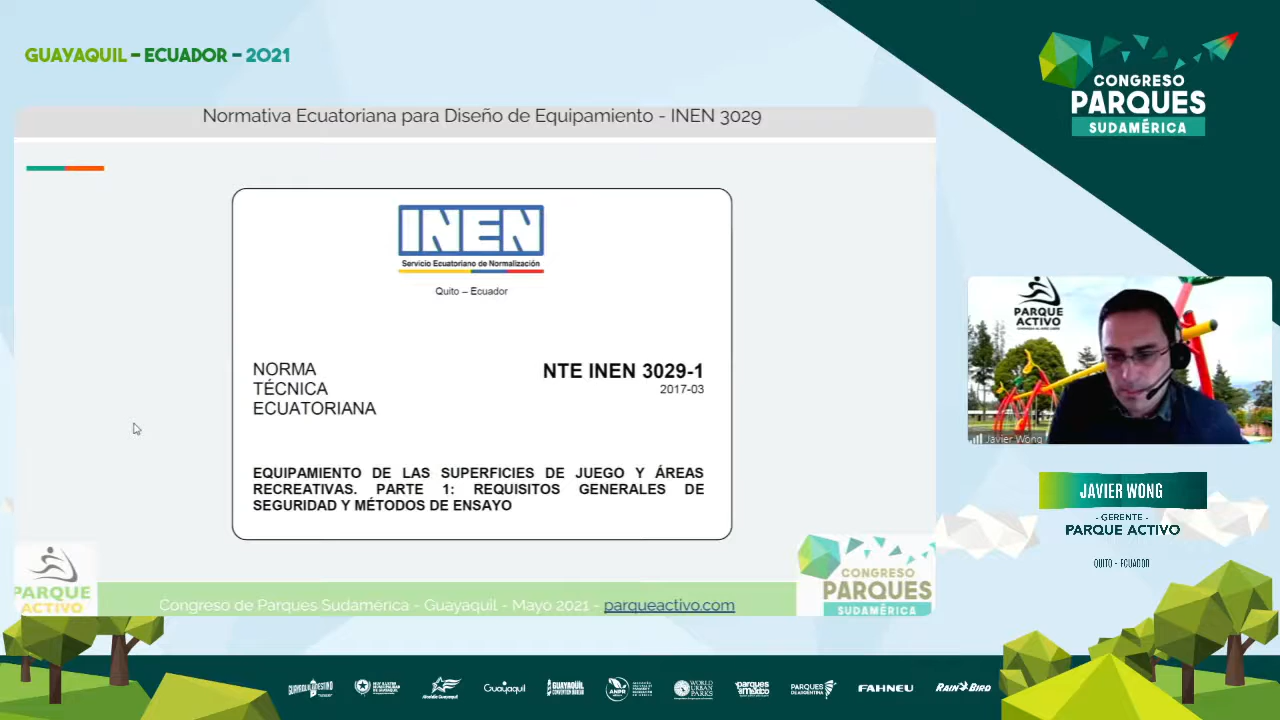 GUAYAQUIL - ECUADOR - 2021
CONGRESO
PARQUES
SUDAMÉRICA
Normativa Ecuatoriana para Diseño de Equipamiento - INEN 3029
INEN
Servicio Ecuatoriano de Normalización
Quito – Ecuador
NORMA
TÉCNICA
ECUATORIANA
NTE INEN 3029-1
2017-03
EQUIPAMIENTO DE LAS SUPERFICIES DE JUEGO Y ÁREAS
RECREATIVAS. PARTE 1: REQUISITOS GENERALES DE
SEGURIDAD Y MÉTODOS DE ENSAYO
PARQUE
ACTIVO
Congreso de Parques Sudamérica - Guayaquil - Mayo 2021 - parqueactivo.com
CONGRESO
PARQUES
SUDAMÉRICA
PARQUE
ACTIVO
Javier Wong
JAVIER WONG
- GERENTE -
PARQUE ACTIVO
QUITO - ECUADOR
Guayaquil
ANPR
WORLD
URBAN
PARKS
FAHNEU
RAIN BIRD